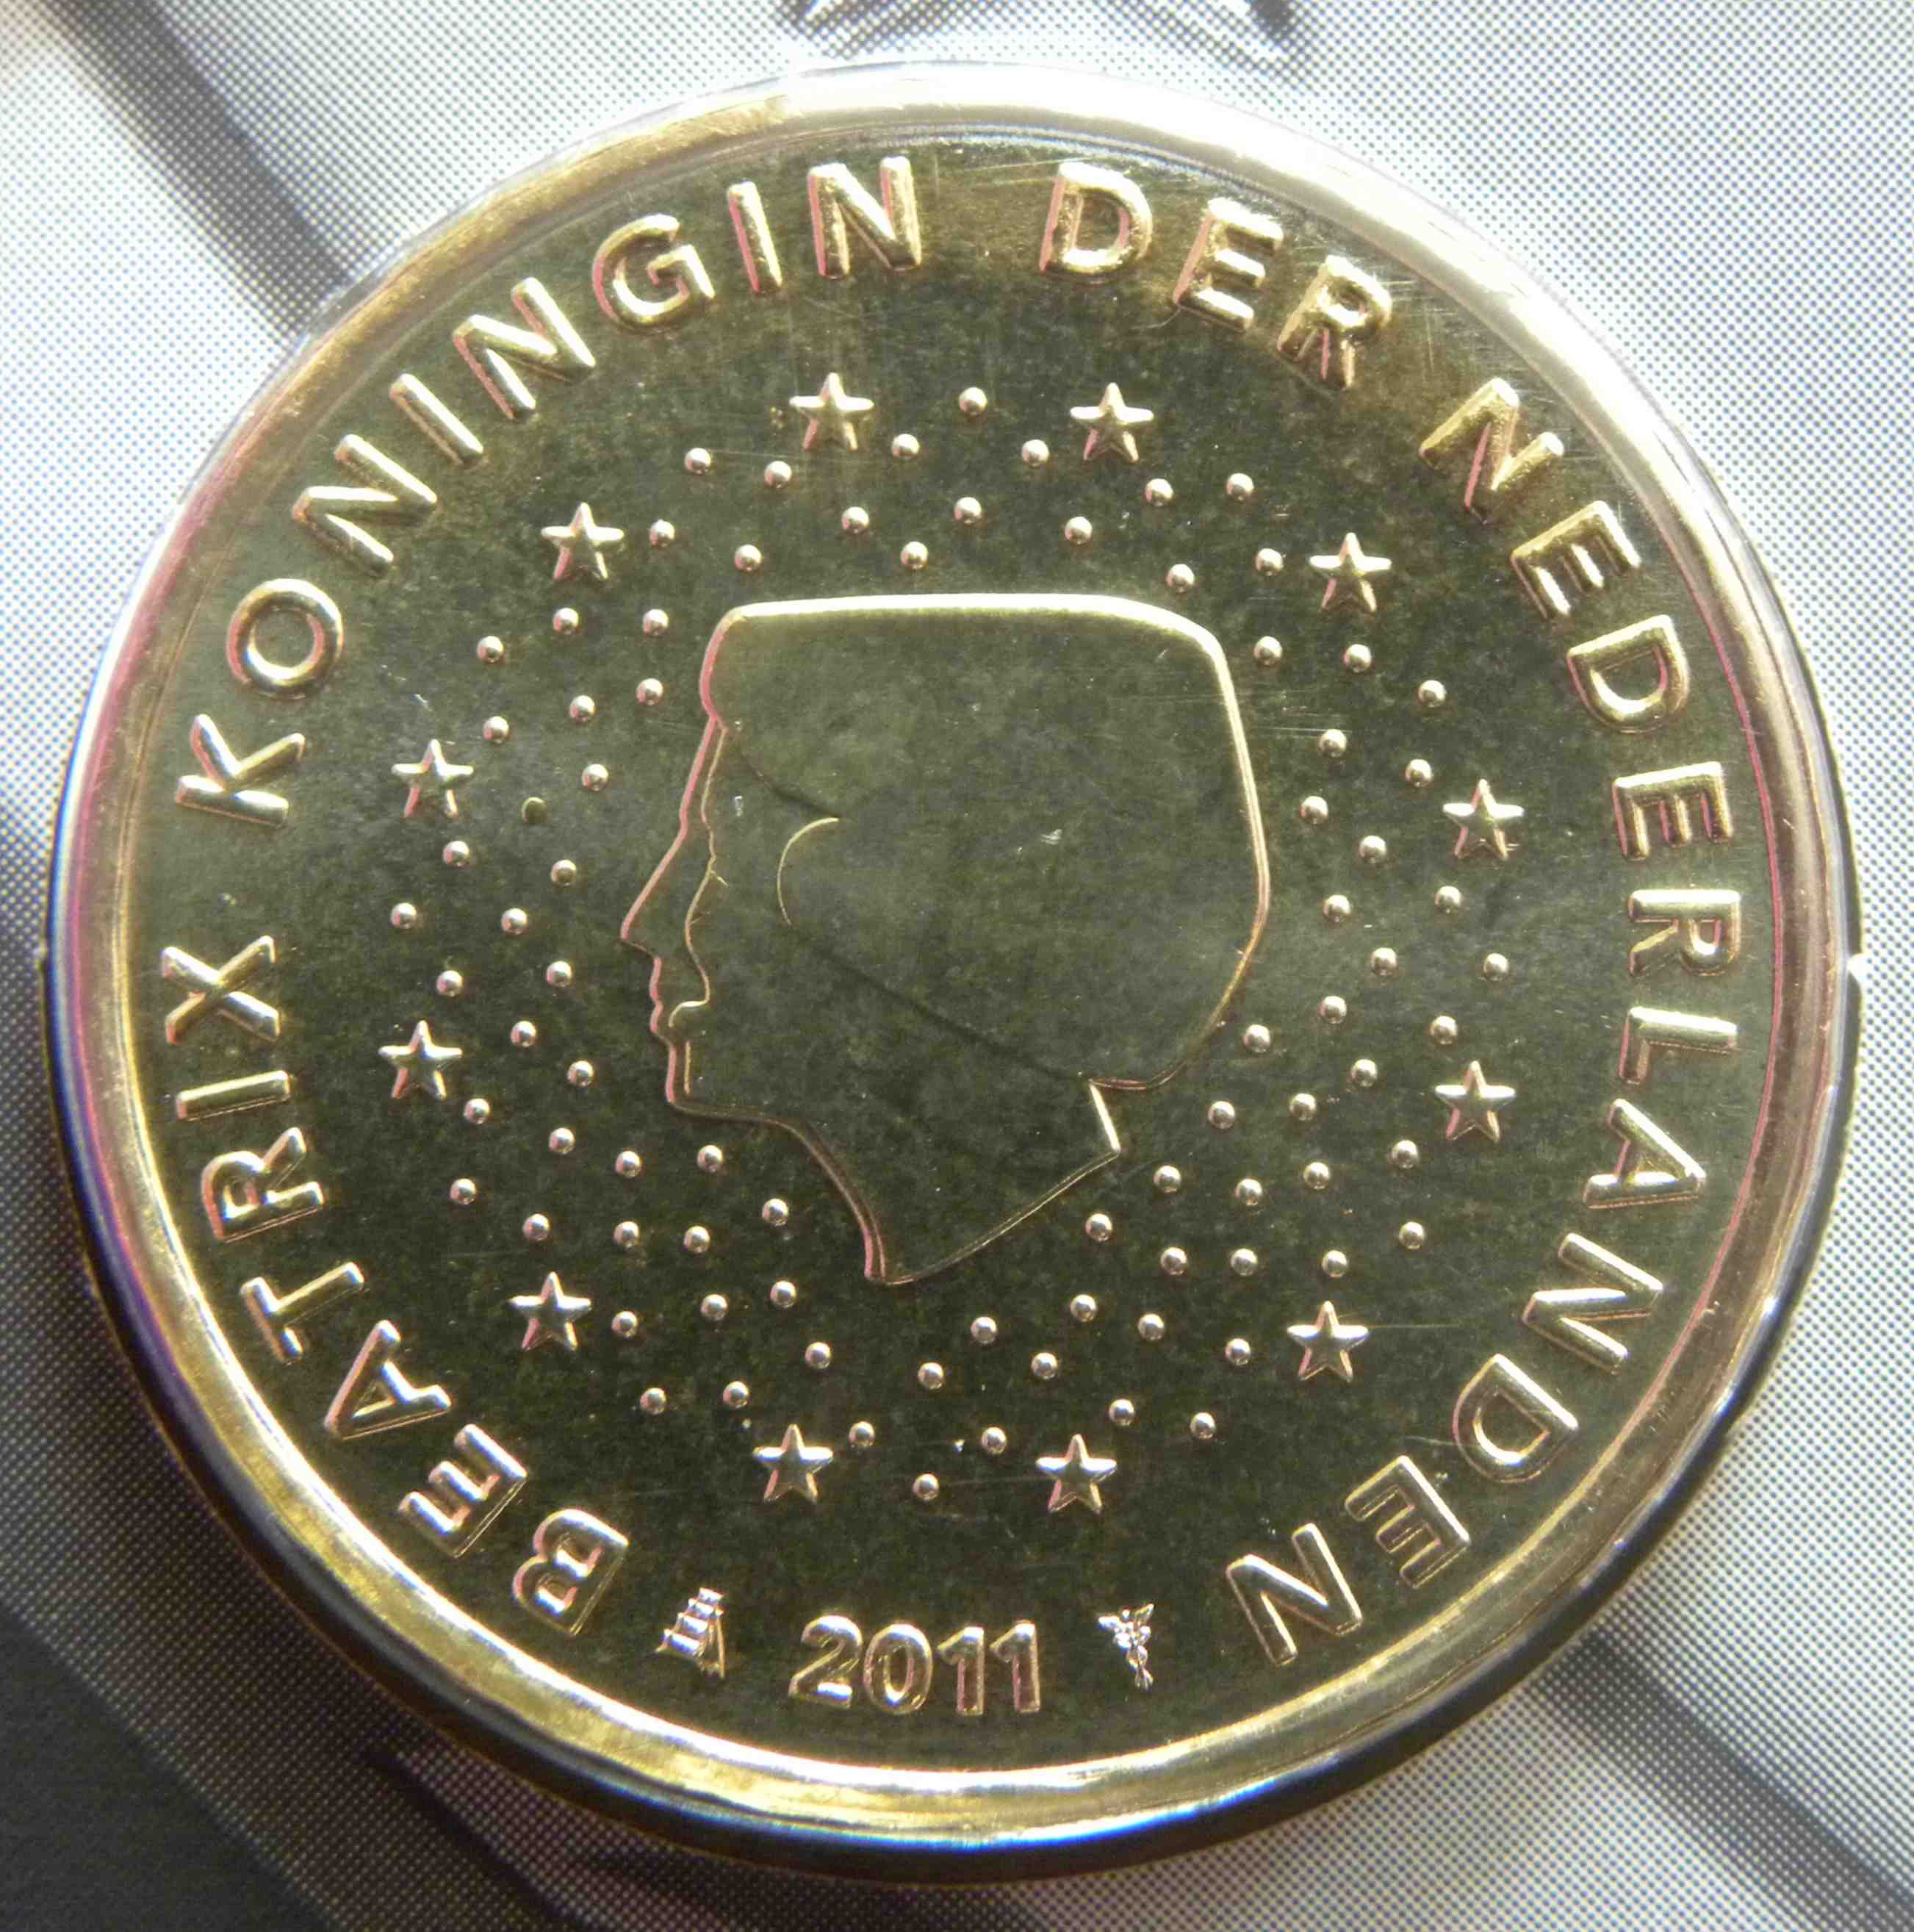 BEATRIX KONINGIN DER NEDERLANDEN
2011